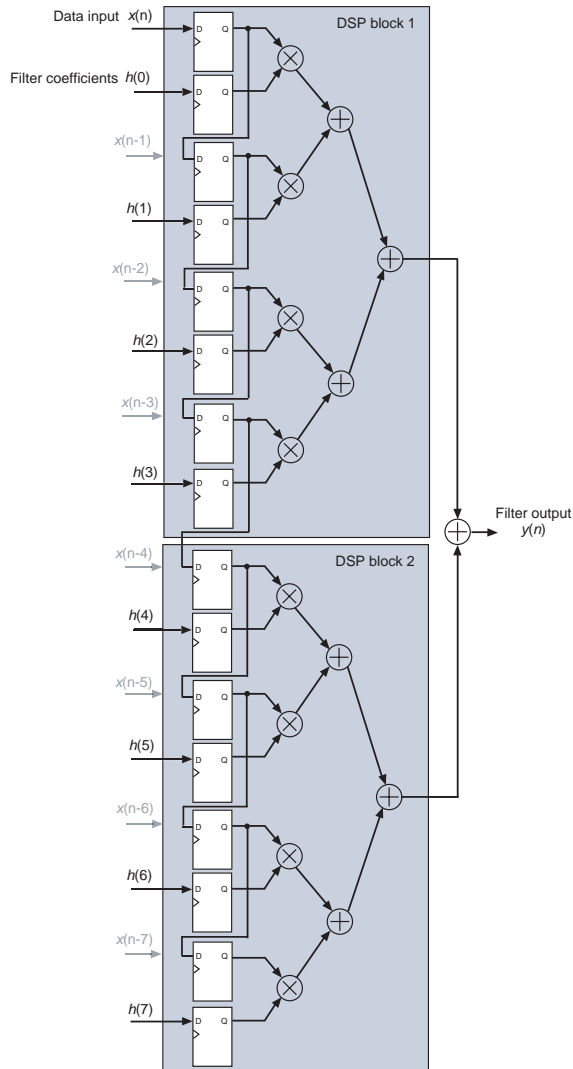 Data input x(n)
DSP block 1
D Q
Filter coefficients h(0)
D Q
x(n-1)
D Q
h(1)
D Q
x(n-2)
D Q
h(2)
D Q
x(n-3)
D Q
h(3)
D Q
Filter output
y(n)
x(n-4)
DSP block 2
D Q
h(4)
D Q
x(n-5)
D Q
h(5)
D Q
x(n-6)
D Q
h(6)
D Q
x(n-7)
D Q
h(7)
D Q